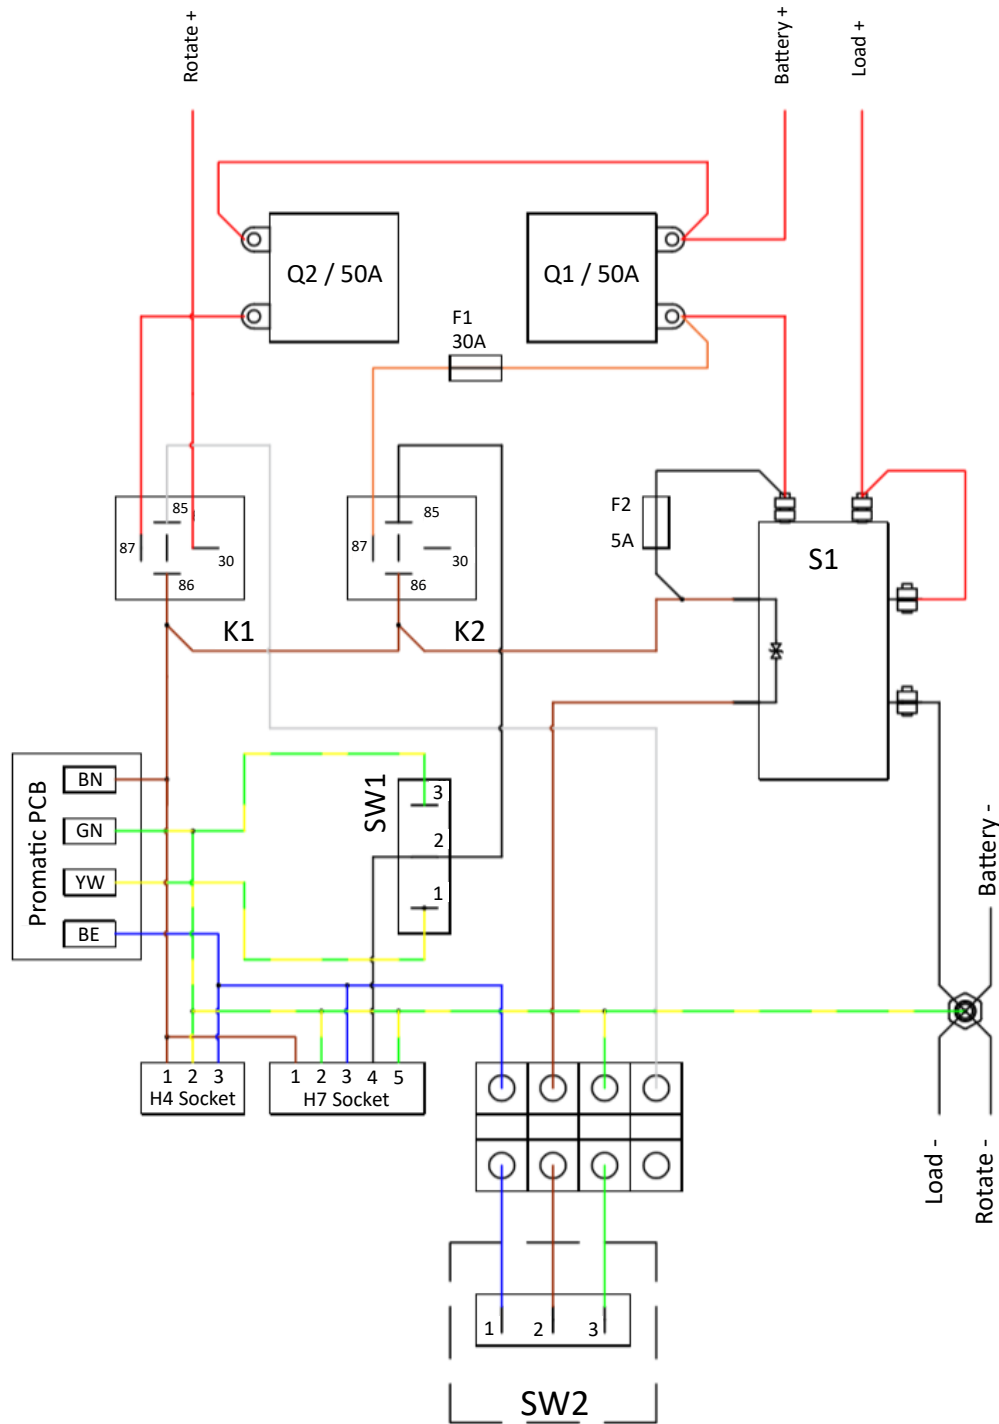 Rotate +
Battery +
Load +
Q2 / 50A
Q1 / 50A
F1
30A
85
87
30
86
K1
85
87
30
86
K2
F2
5A
S1
Promatic PCB
BN
GN
YW
BE
SW1
3
2
1
Battery -
1 2 3
H4 Socket
1 2 3 4 5
H7 Socket
Load -
Rotate -
1 2 3
SW2